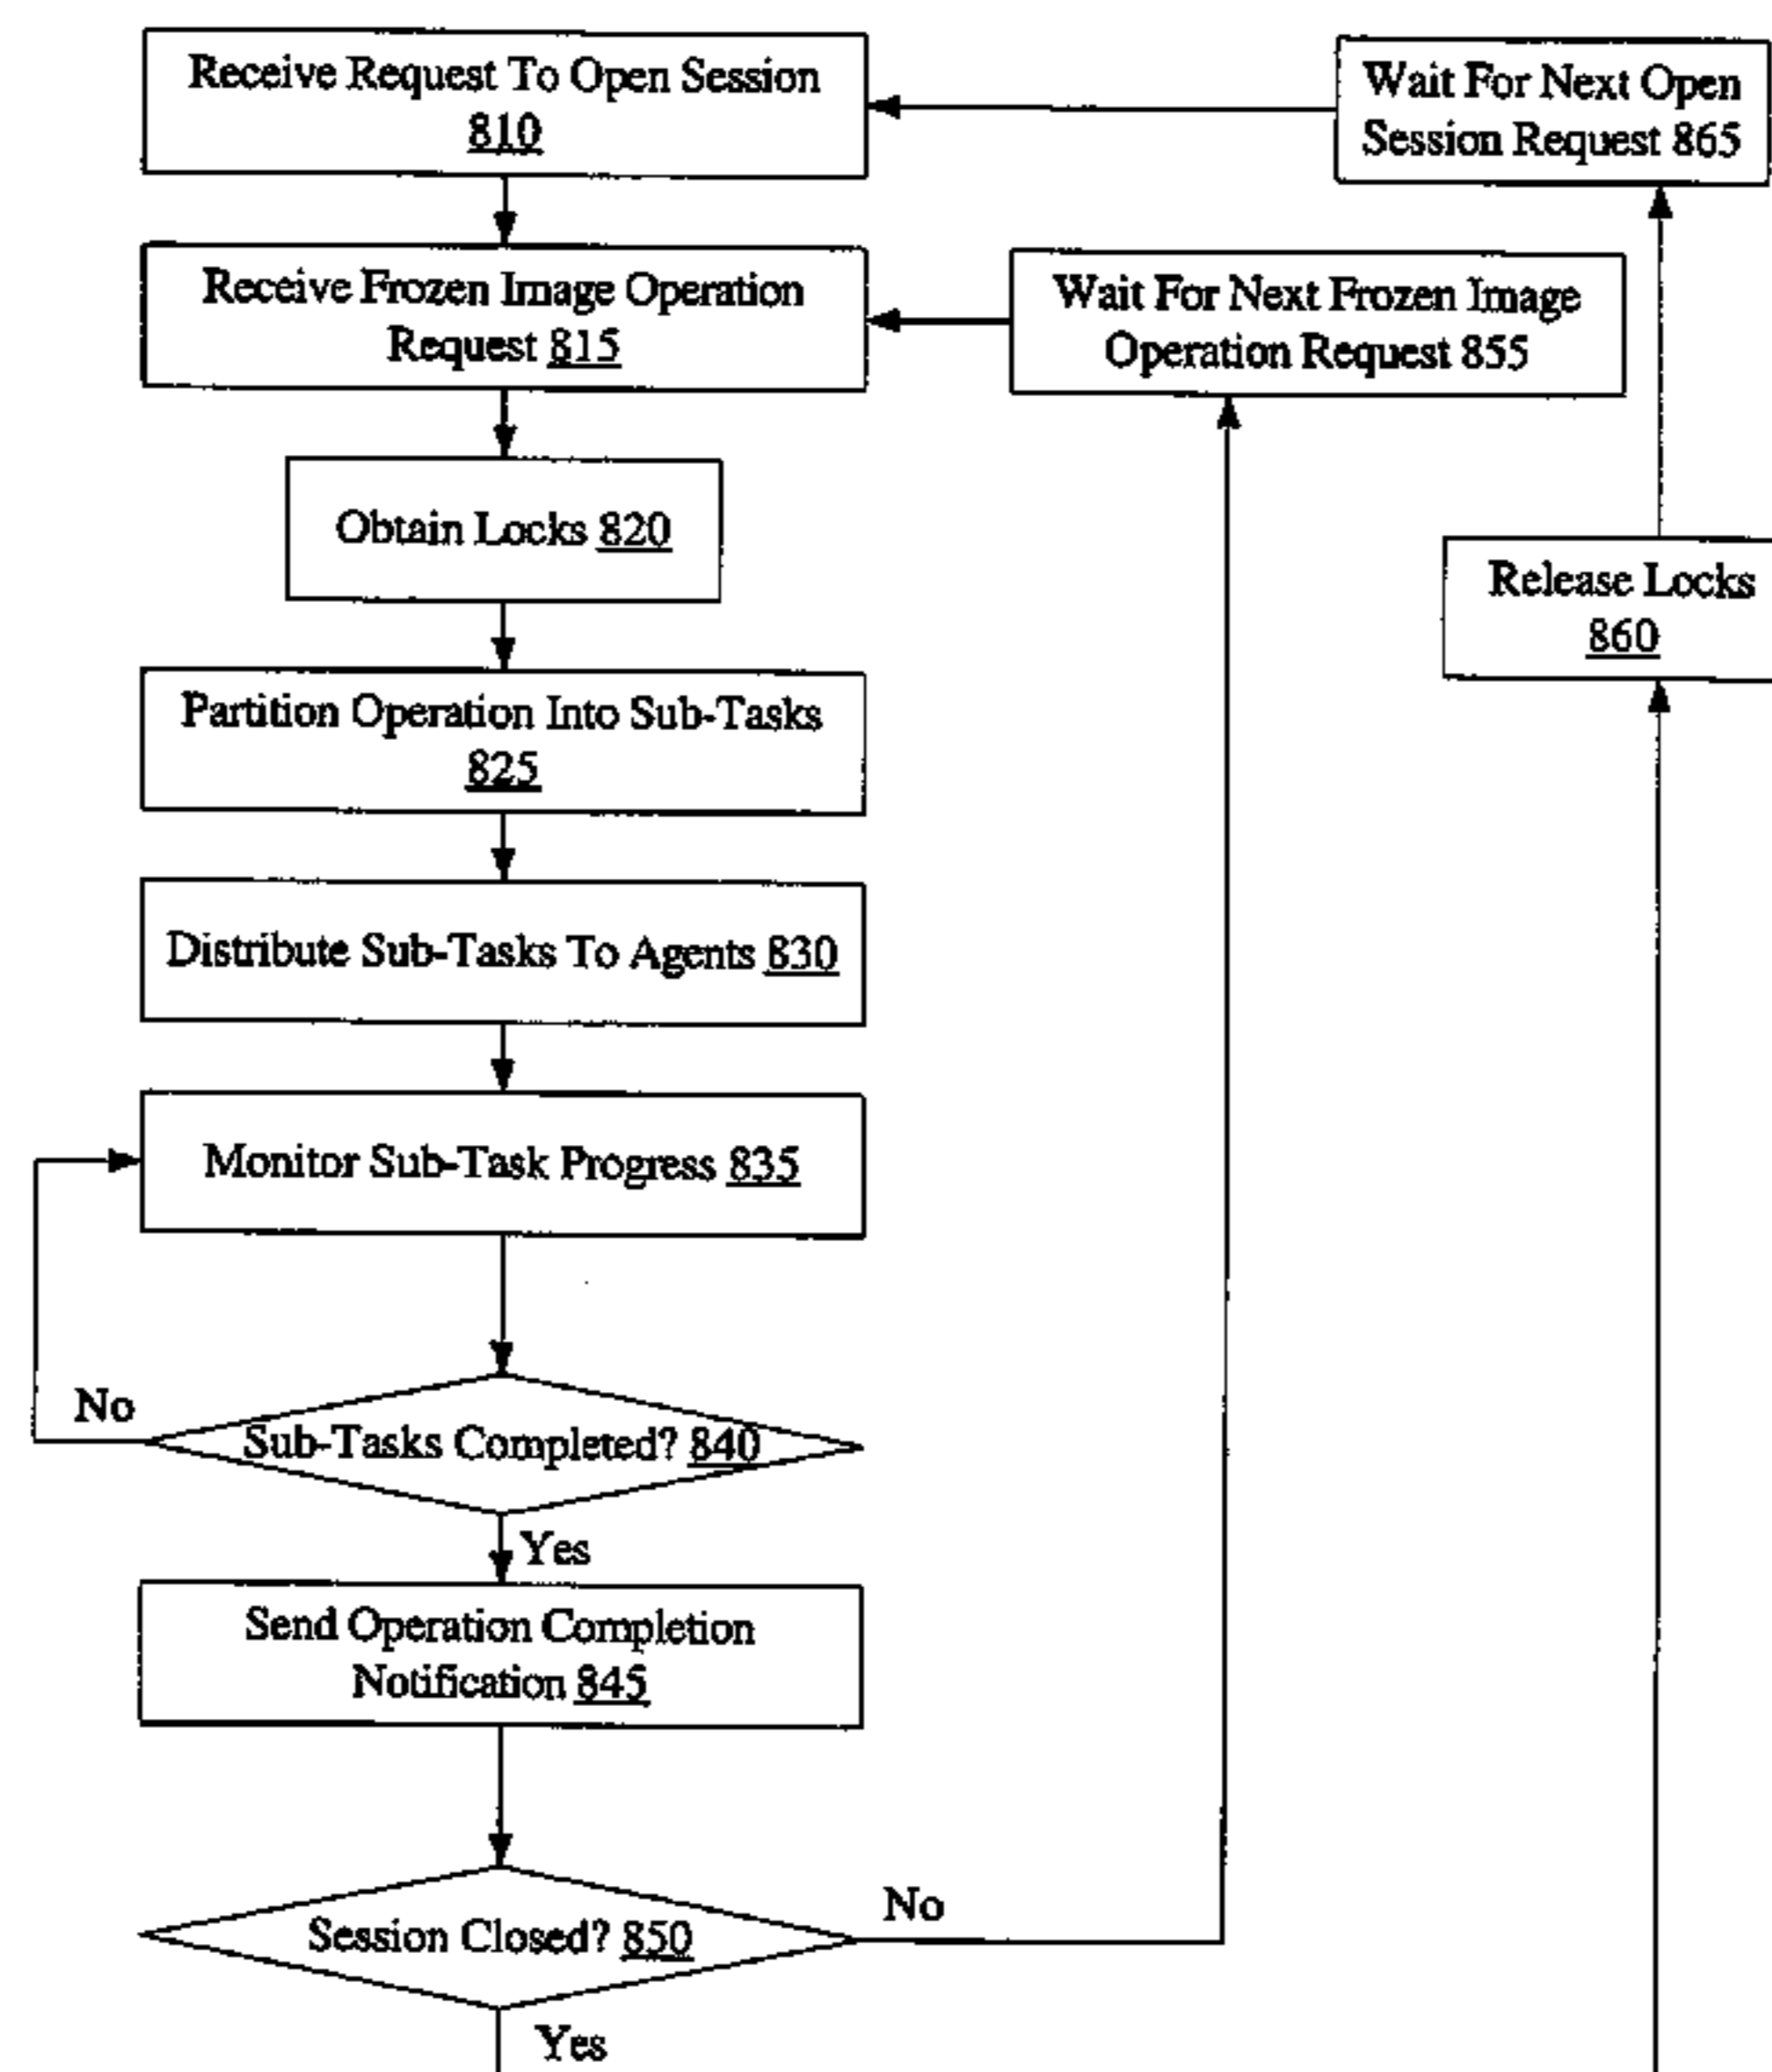 Receive Request To Open Session
810
Wait For Next Open
Session Request 865
Receive Frozen Image Operation
Request 815
Wait For Next Frozen Image
Operation Request 855
Obtain Locks 820
Release Locks
860
Partition Operation Into Sub-Tasks
825
Distribute Sub-Tasks To Agents 830
Monitor Sub-Task Progress 835
No
Sub-Tasks Completed? 840
Yes
Send Operation Completion
Notification 845
No
Session Closed? 850
Yes